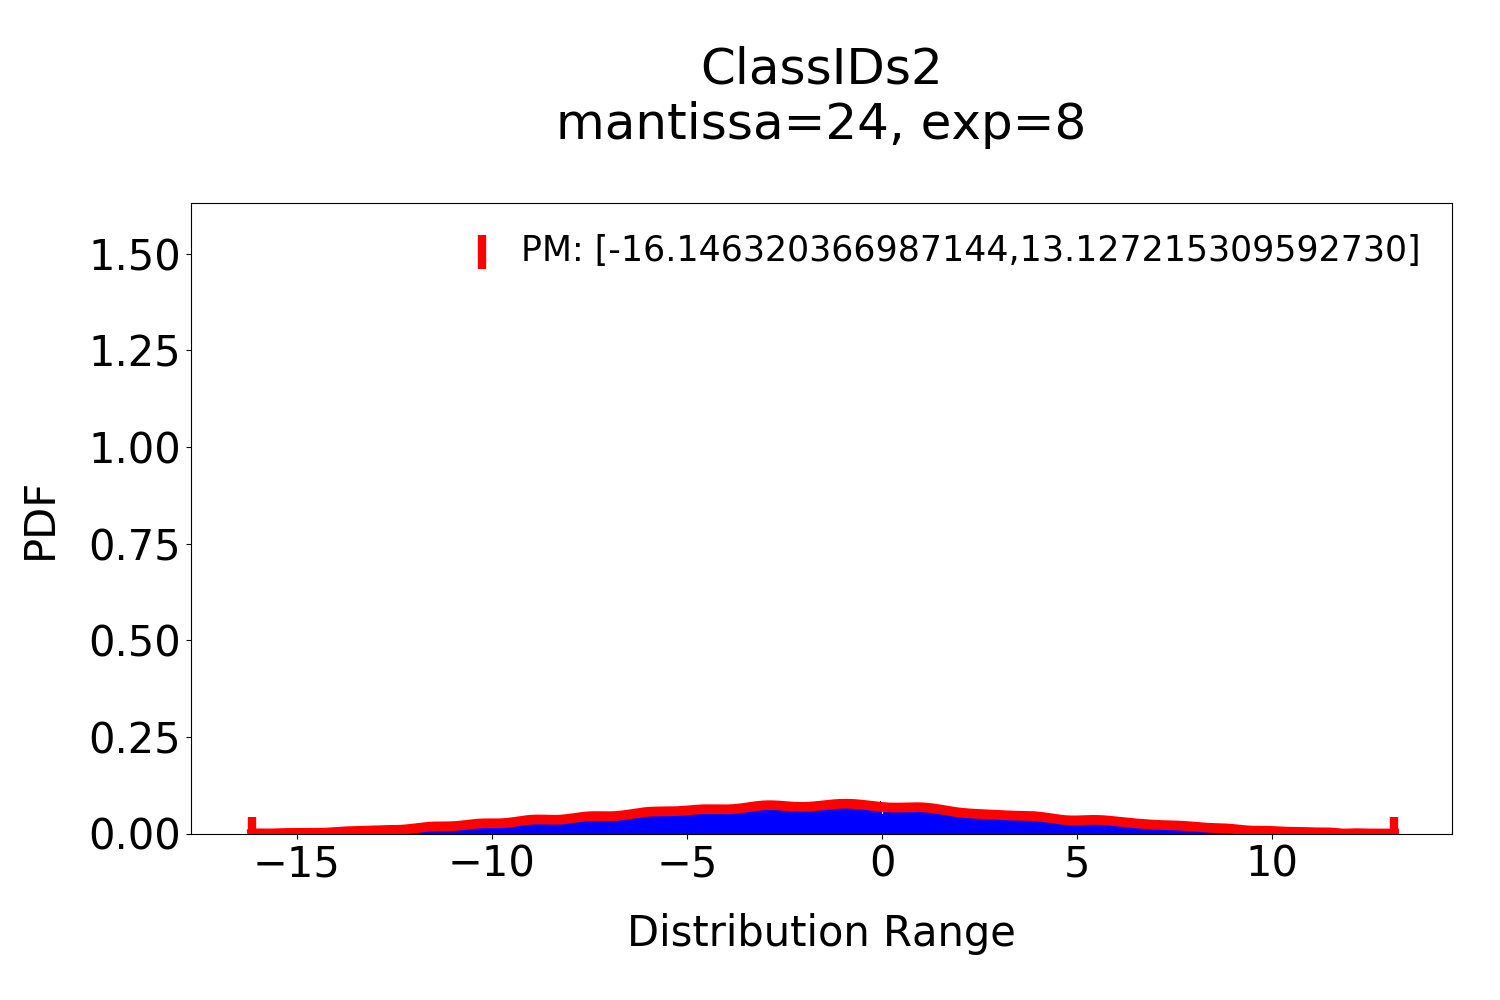 ClassIDs2
mantissa=24, exp=8
PM: [-16.146320366987144,13.127215309592730]
1.50
1.25
1.00
0.75
0.50
0.25
0.00
PDF
−15 −10 −5 0 5 10
Distribution Range